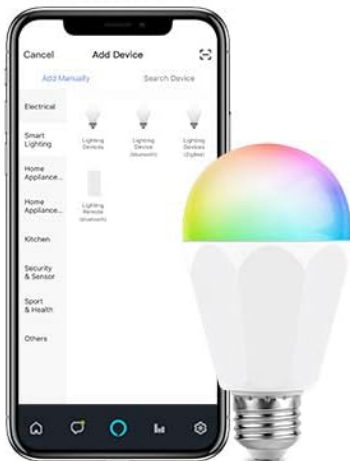 Cancel
Add Device
Add Manually
Search Device
Electrical
Smart
Lighting
Home
Appliance...
Home
Appliance...
Kitchen
Security
& Sensor
Sport
& Health
Others
Lighting
Devices
Lighting
Device
(bluetooth)
Lighting
Devices
(Zigbee)
Lighting
Remote
(bluetooth)